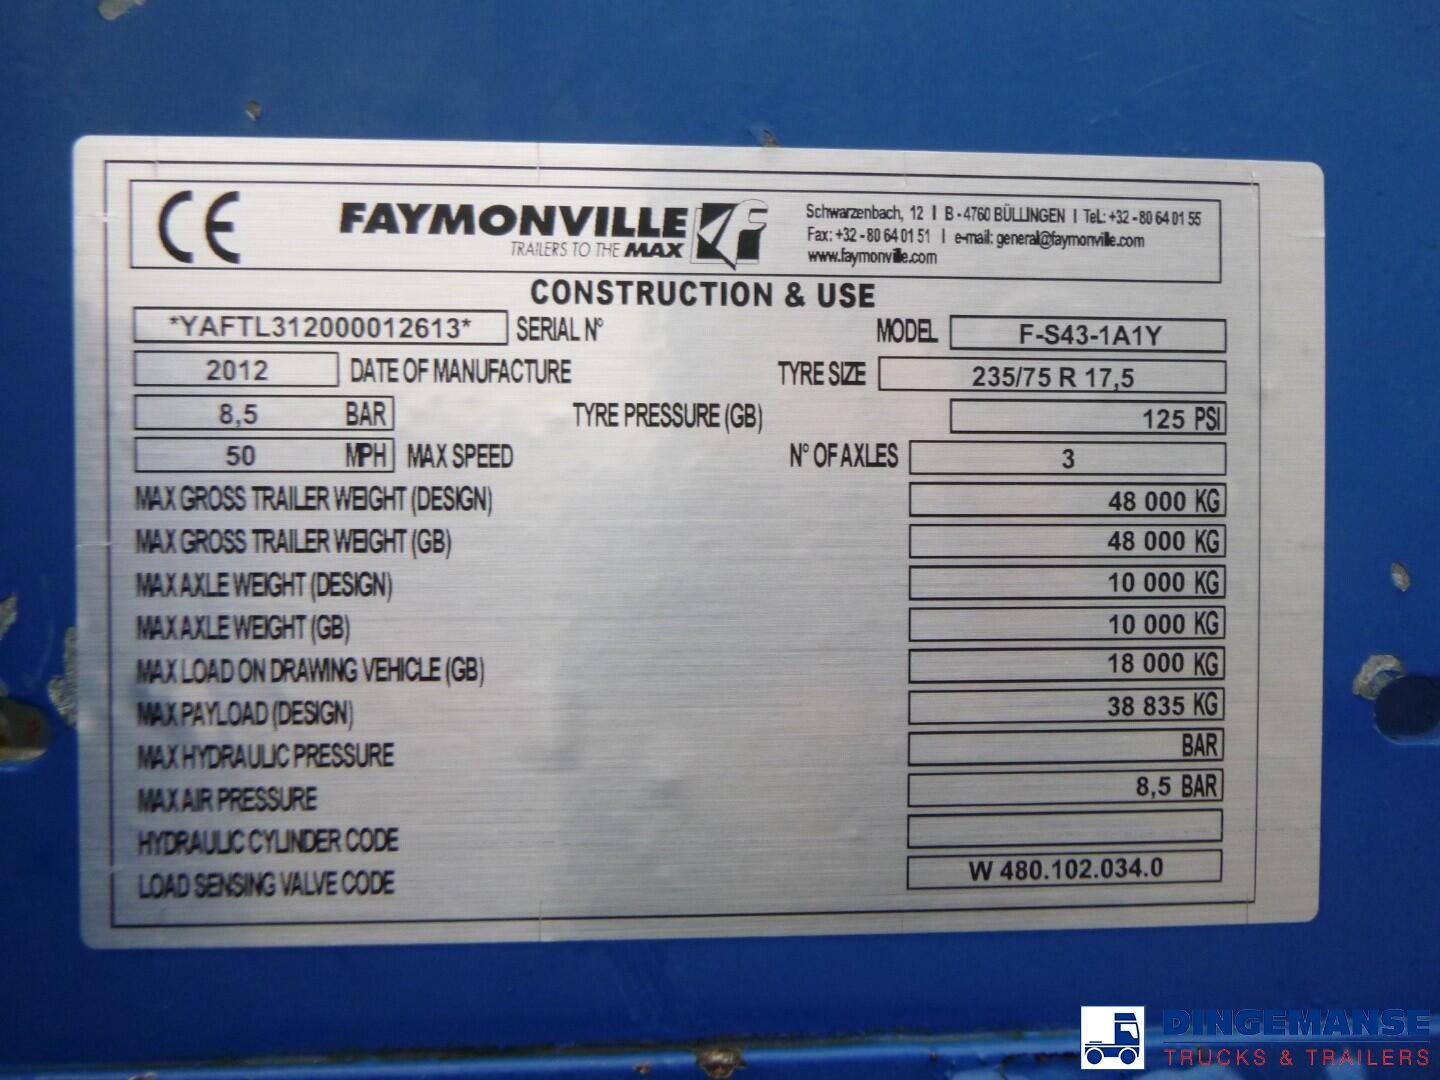 CE
FAYMONVILLE
TRAILERS TO THE MAX
Schwarzenbach, 12 I B - 4760 BÜLLINGEN I Tel.: +32 - 80 64 01 55
Fax: +32 - 80 64 01 51 I e-mail: general@faymonville.com
www.faymonville.com
CONSTRUCTION & USE
*YAFTL312000012613* SERIAL N° MODEL F-S43-1A1Y
2012 DATE OF MANUFACTURE TYRE SIZE 235/75 R 17,5
8,5 BAR TYRE PRESSURE (GB) 125 PSI
50 MPH MAX SPEED N° OF AXLES 3
MAX GROSS TRAILER WEIGHT (DESIGN) 48 000 KG
MAX GROSS TRAILER WEIGHT (GB) 48 000 KG
MAX AXLE WEIGHT (DESIGN) 10 000 KG
MAX AXLE WEIGHT (GB) 10 000 KG
MAX LOAD ON DRAWING VEHICLE (GB) 18 000 KG
MAX PAYLOAD (DESIGN) 38 835 KG
MAX HYDRAULIC PRESSURE BAR
MAX AIR PRESSURE 8,5 BAR
HYDRAULIC CYLINDER CODE
LOAD SENSING VALVE CODE W 480.102.034.0
DINGEMANSE
TRUCKS & TRAILERS